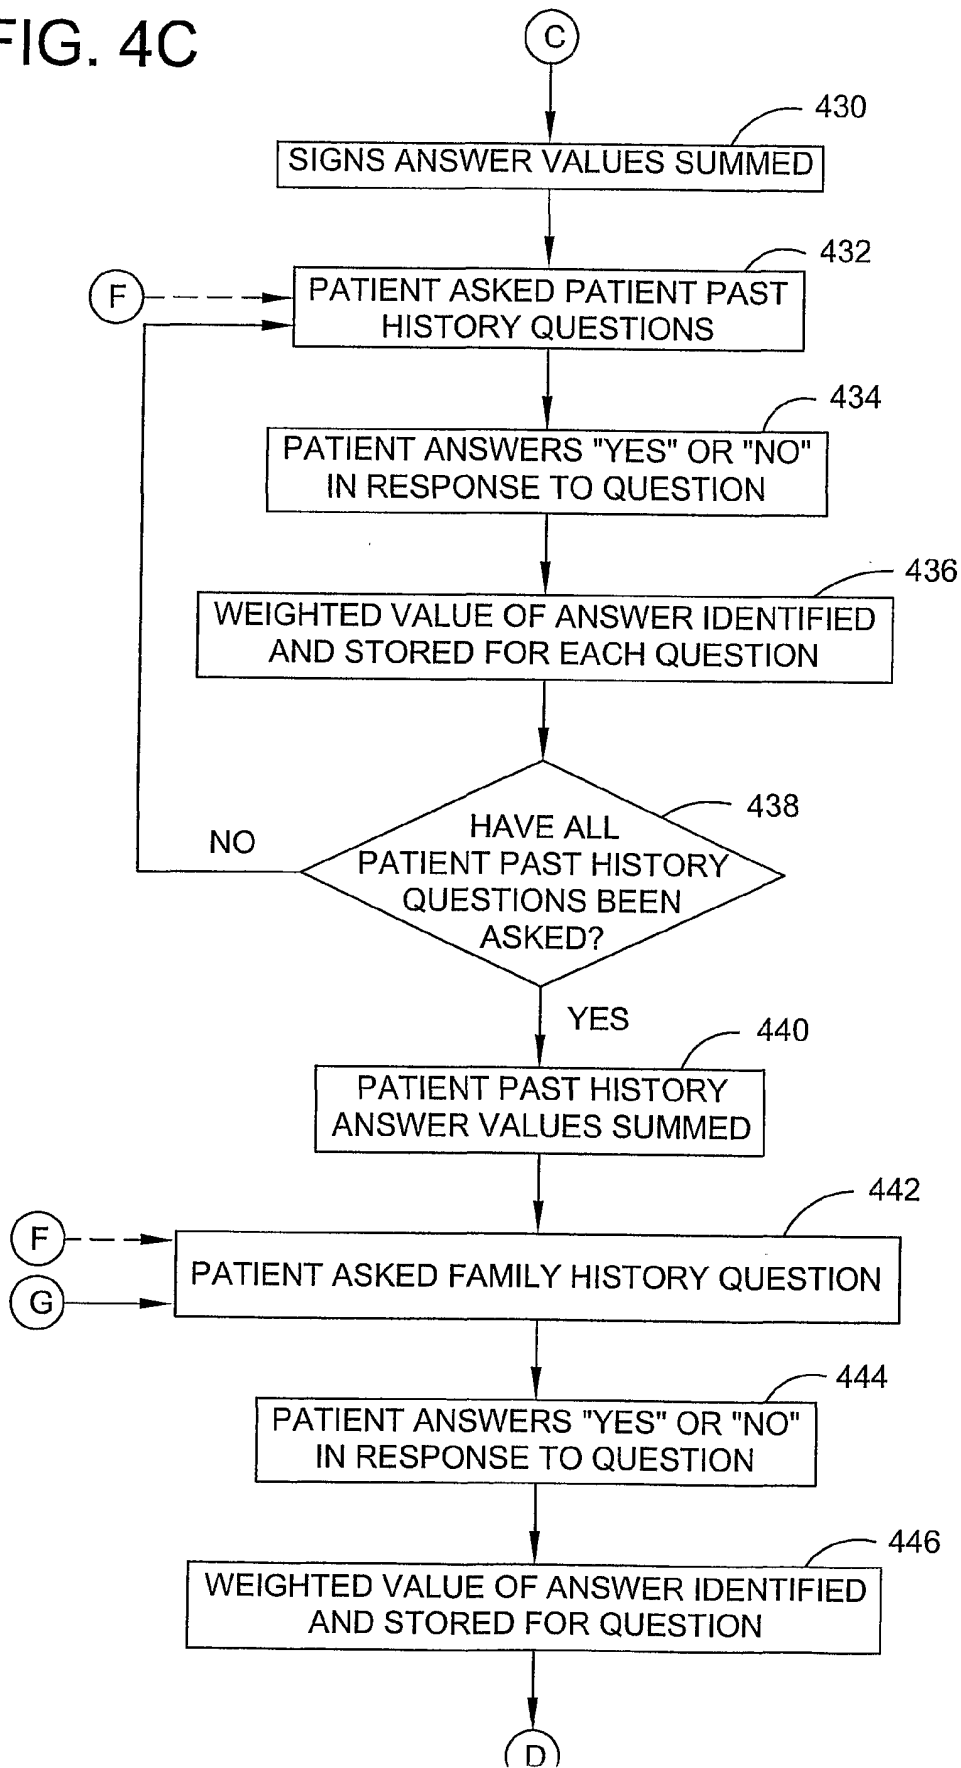 FIG. 4C
C
430
SIGNS ANSWER VALUES SUMMED
432
F
PATIENT ASKED PATIENT PAST
HISTORY QUESTIONS
434
PATIENT ANSWERS "YES" OR "NO"
IN RESPONSE TO QUESTION
436
WEIGHTED VALUE OF ANSWER IDENTIFIED
AND STORED FOR EACH QUESTION
438
NO
HAVE ALL
PATIENT PAST HISTORY
QUESTIONS BEEN
ASKED?
YES
440
PATIENT PAST HISTORY
ANSWER VALUES SUMMED
442
F
G
PATIENT ASKED FAMILY HISTORY QUESTION
444
PATIENT ANSWERS "YES" OR "NO"
IN RESPONSE TO QUESTION
446
WEIGHTED VALUE OF ANSWER IDENTIFIED
AND STORED FOR QUESTION
D